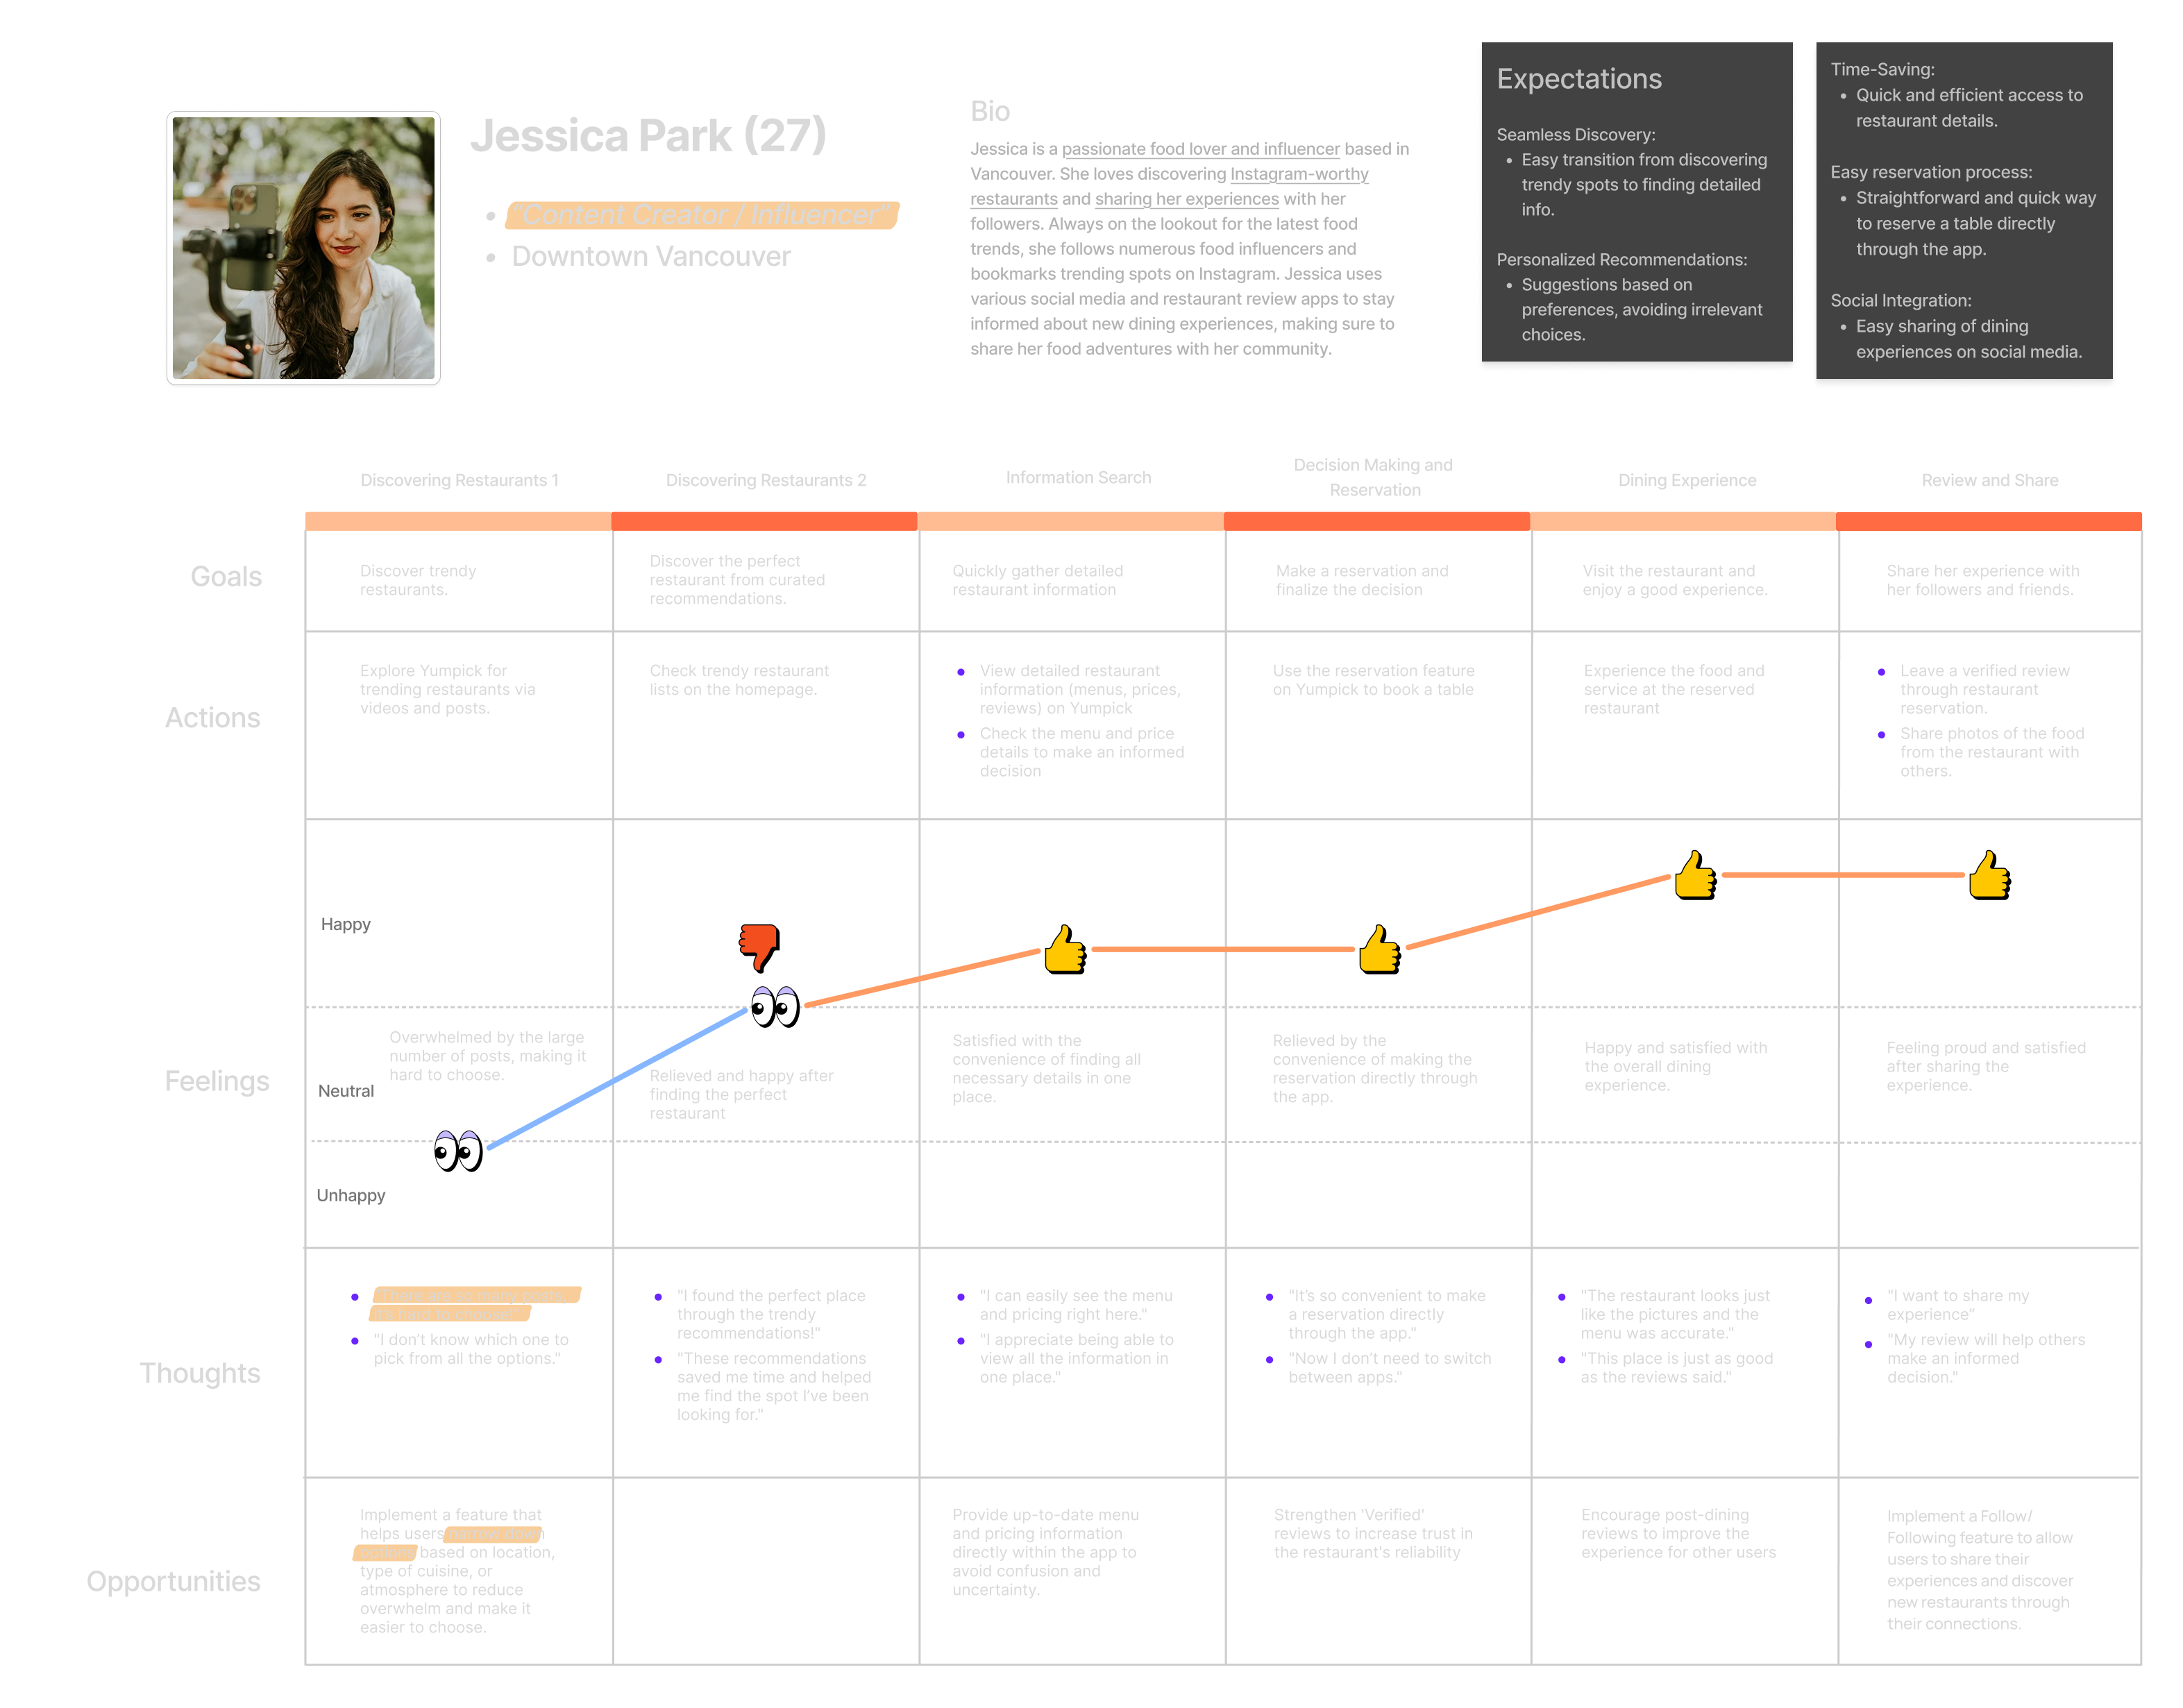 Jessica Park (27)
"Content Creator / Influencer"
Downtown Vancouver
Bio
Jessica is a passionate food lover and influencer based in
Vancouver. She loves discovering Instagram-worthy
restaurants and sharing her experiences with her
followers. Always on the lookout for the latest food
trends, she follows numerous food influencers and
bookmarks trending spots on Instagram. Jessica uses
various social media and restaurant review apps to stay
informed about new dining experiences, making sure to
share her food adventures with her community.
Expectations
Seamless Discovery:
Easy transition from discovering
trendy spots to finding detailed
info.
Personalized Recommendations:
Suggestions based on
preferences, avoiding irrelevant
choices.
Time-Saving:
Quick and efficient access to
restaurant details.
Easy reservation process:
Straightforward and quick way
to reserve a table directly
through the app.
Social Integration:
Easy sharing of dining
experiences on social media.
Discovering Restaurants 1
Discovering Restaurants 2
Information Search
Decision Making and
Reservation
Dining Experience
Review and Share
Goals
Discover trendy
restaurants.
Discover the perfect
restaurant from curated
recommendations.
Quickly gather detailed
restaurant information
Make a reservation and
finalize the decision
Visit the restaurant and
enjoy a good experience.
Share her experience with
her followers and friends.
Actions
Explore Yumpick for
trending restaurants via
videos and posts.
Check trendy restaurant
lists on the homepage.
View detailed restaurant
information (menus, prices,
reviews) on Yumpick
Check the menu and price
details to make an informed
decision
Use the reservation feature
on Yumpick to book a table
Experience the food and
service at the reserved
restaurant
Leave a verified review
through restaurant
reservation.
Share photos of the food
from the restaurant with
others.
Feelings
Happy
Neutral
Unhappy
Overwhelmed by the large
number of posts, making it
hard to choose.
Relieved and happy after
finding the perfect
restaurant
Satisfied with the
convenience of finding all
necessary details in one
place.
Relieved by the
convenience of making the
reservation directly through
the app.
Happy and satisfied with
the overall dining
experience.
Feeling proud and satisfied
after sharing the
experience.
Thoughts
"There are so many posts,
it's hard to choose!"
"I don't know which one to
pick from all the options."
"I found the perfect place
through the trendy
recommendations!"
"These recommendations
saved me time and helped
me find the spot I've been
looking for."
"I can easily see the menu
and pricing right here."
"I appreciate being able to
view all the information in
one place."
"It's so convenient to make
a reservation directly
through the app."
"Now I don't need to switch
between apps."
"The restaurant looks just
like the pictures and the
menu was accurate."
"This place is just as good
as the reviews said."
"I want to share my
experience"
"My review will help others
make an informed
decision."
Opportunities
Implement a feature that
helps users narrow down
options based on location,
type of cuisine, or
atmosphere to reduce
overwhelm and make it
easier to choose.
Provide up-to-date menu
and pricing information
directly within the app to
avoid confusion and
uncertainty.
Strengthen 'Verified'
reviews to increase trust in
the restaurant's reliability
Encourage post-dining
reviews to improve the
experience for other users
Implement a Follow/
Following feature to allow
users to share their
experiences and discover
new restaurants through
their connections.